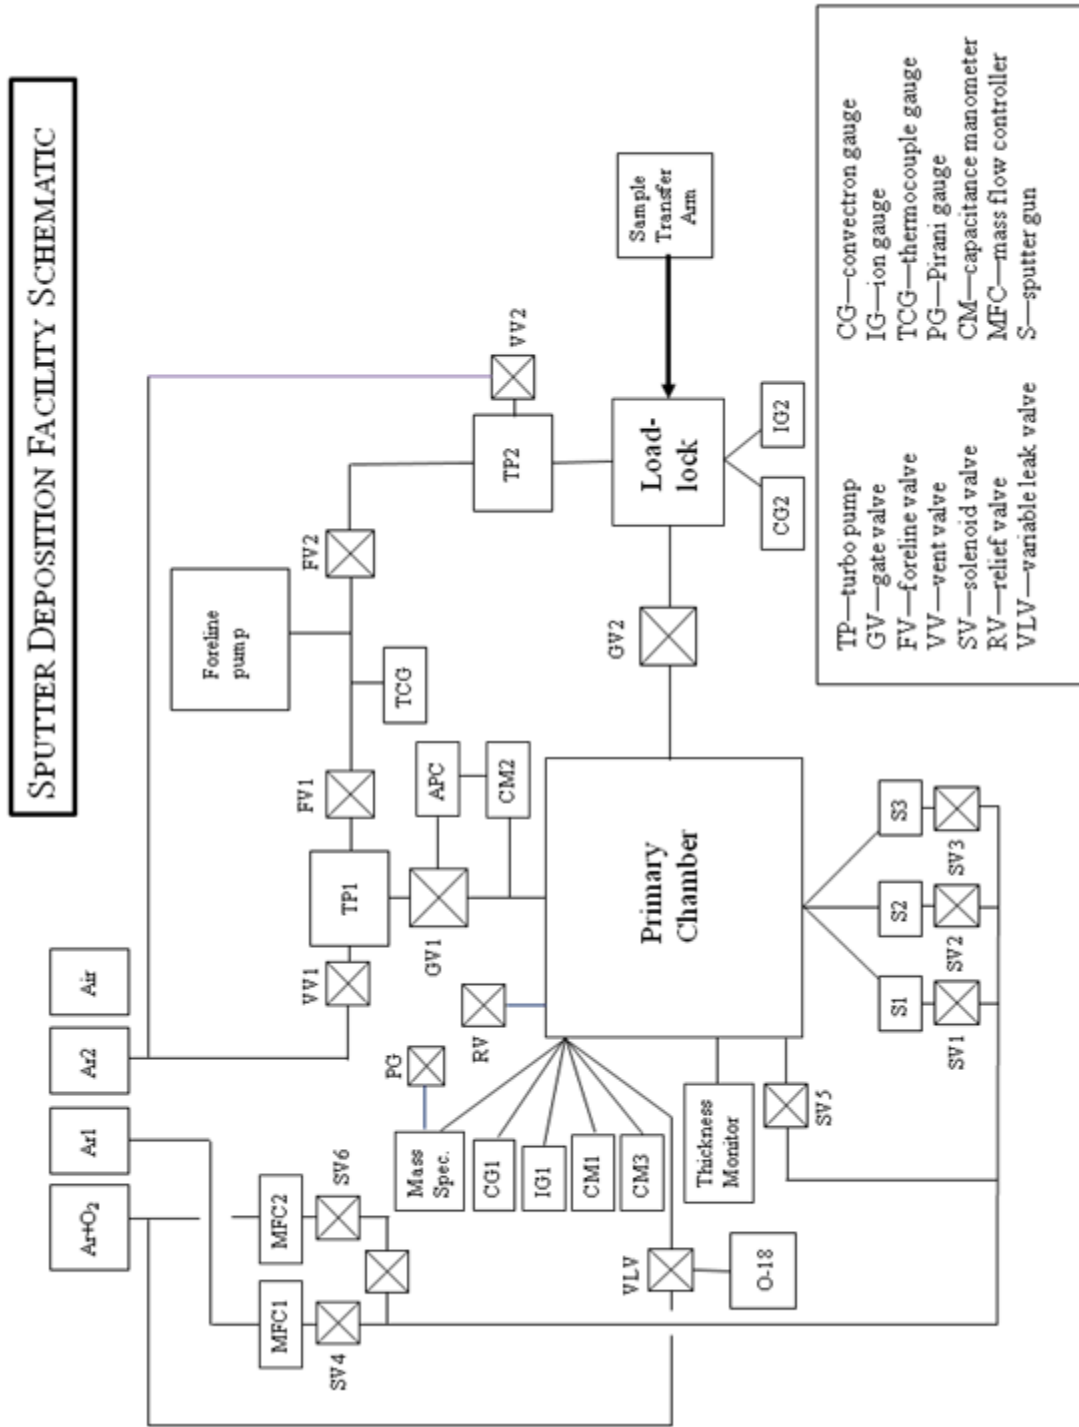 SPUTTER DEPOSITION FACILITY SCHEMATIC
Ar+O₂
Ar1
Ar2
Air
MFC1
MFC2
SV4
SV6
VV1
TP1
FV1
Foreline
pump
TCG
FV2
TP2
VV2
GV1
APC
CM2
PG
RV
Mass
Spec.
CG1
IG1
CM1
CM3
VLV
O-18
Thickness
Monitor
SV5
Primary
Chamber
GV2
Load-
lock
Sample
Transfer
Arm
CG2
IG2
S1
S2
S3
SV1
SV2
SV3
TP—turbo pump
GV—gate valve
FV—foreline valve
VV—vent valve
SV—solenoid valve
RV—relief valve
VLV—variable leak valve
CG—convectron gauge
IG—ion gauge
TCG—thermocouple gauge
PG—Pirani gauge
CM—capacitance manometer
MFC—mass flow controller
S—sputter gun